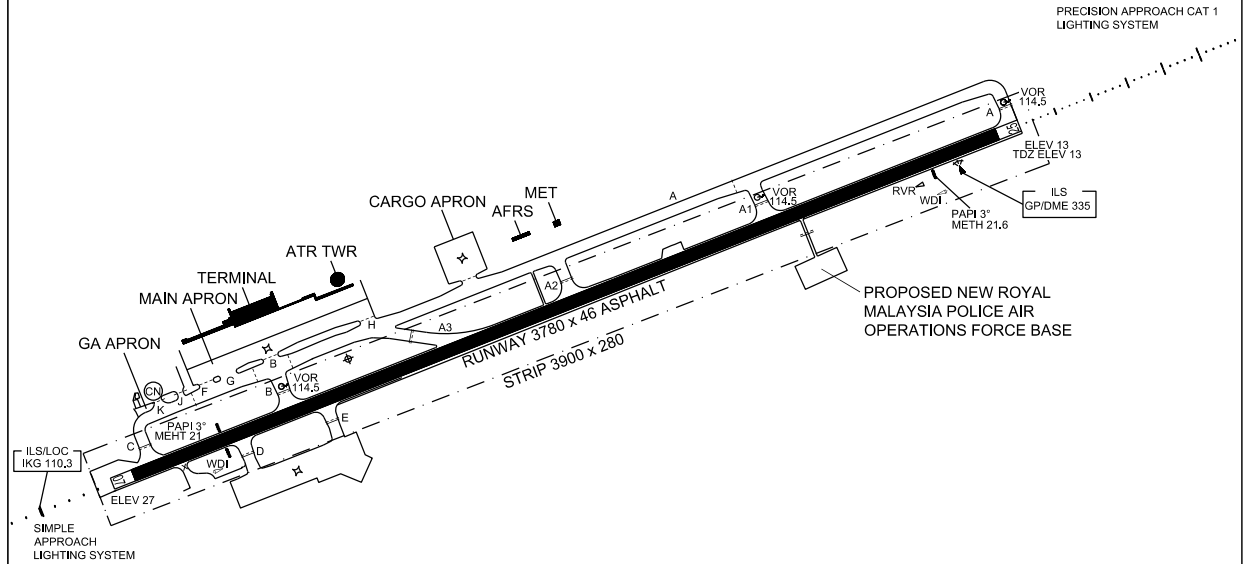 PRECISION APPROACH CAT 1
LIGHTING SYSTEM
VOR
114.5
A
25
ELEV 13
TDZ ELEV 13
ILS
GP/DME 335
RVR
WDI
PAPI 3°
METH 21.6
A
A1
VOR
114.5
MET
AFRS
CARGO APRON
ATR TWR
TERMINAL
MAIN APRON
GA APRON
A2
A3
H
RUNWAY 3780 x 46 ASPHALT
STRIP 3900 x 280
PROPOSED NEW ROYAL
MALAYSIA POLICE AIR
OPERATIONS FORCE BASE
B
G
F
J
K
CN
B
VOR
114.5
E
D
C
PAPI 3°
MEHT 21
WDI
07
ELEV 27
ILS/LOC
IKG 110.3
SIMPLE
APPROACH
LIGHTING SYSTEM